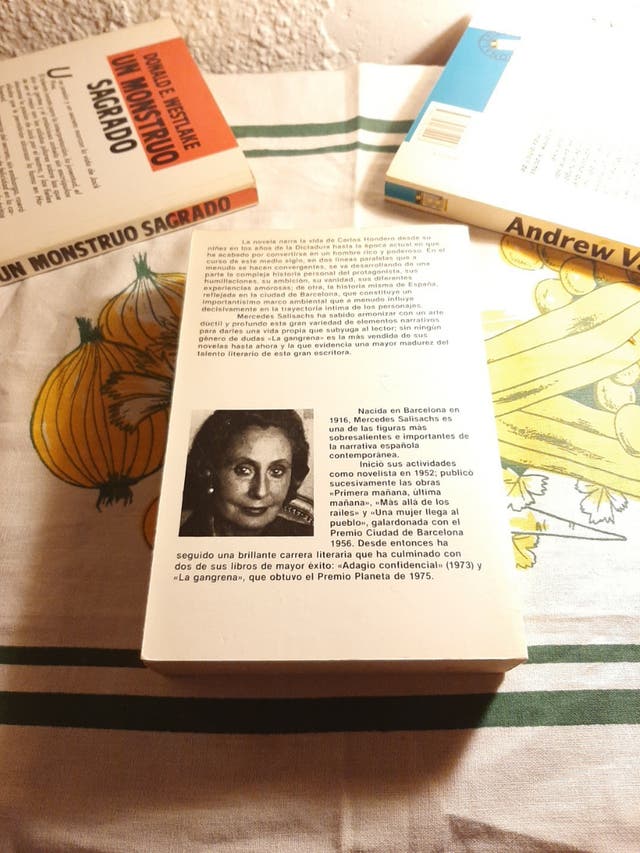 DONALD E. WESTLAKE
UN MONSTRUO
SAGRADO
UN MONSTRUO SAGRADO
Andrew V
La novela narra la vida de Carlos Hondero desde su
niñez en los años de la Dictadura hasta la época actual en que
ha acabado por convertirse en un hombre rico y poderoso. En el
curso de este medio siglo, se dos líneas paralelas que a
menudo se hacen convergentes, se va desarrollando de una
parte la compleja historia personal del protagonista, sus
humillaciones, su ambición, su vanidad, sus diferentes
experiencias amorosas; de otra, la historia misma de España,
reflejada en la ciudad de Barcelona, que constituye un
importantísimo marco ambiental que a menudo influye
decisivamente en la trayectoria íntima de los personajes.
Mercedes Salisachs ha sabido armonizar con un arte
dúctil y profundo esta gran variedad de elementos narrativos
para darles una vida propia que subyuga al lector; sin ningún
género de dudas «La gangrena» es la más vendida de sus
novelas hasta ahora y la que evidencia una mayor madurez del
talento literario de esta gran escritora.
Nacida en Barcelona en
1916, Mercedes Salisachs es
una de las figuras más
sobresalientes e importantes de
la narrativa española
contemporánea.
Inició sus actividades
como novelista en 1952; publicó
sucesivamente las obras
«Primera mañana, última
mañana», «Más allá de los
raíles» y «Una mujer llega al
pueblo», galardonada con el
Premio Ciudad de Barcelona
1956. Desde entonces ha
seguido una brillante carrera literaria que ha culminado con
dos de sus libros de mayor éxito: «Adagio confidencial» (1973) y
«La gangrena», que obtuvo el Premio Planeta de 1975.